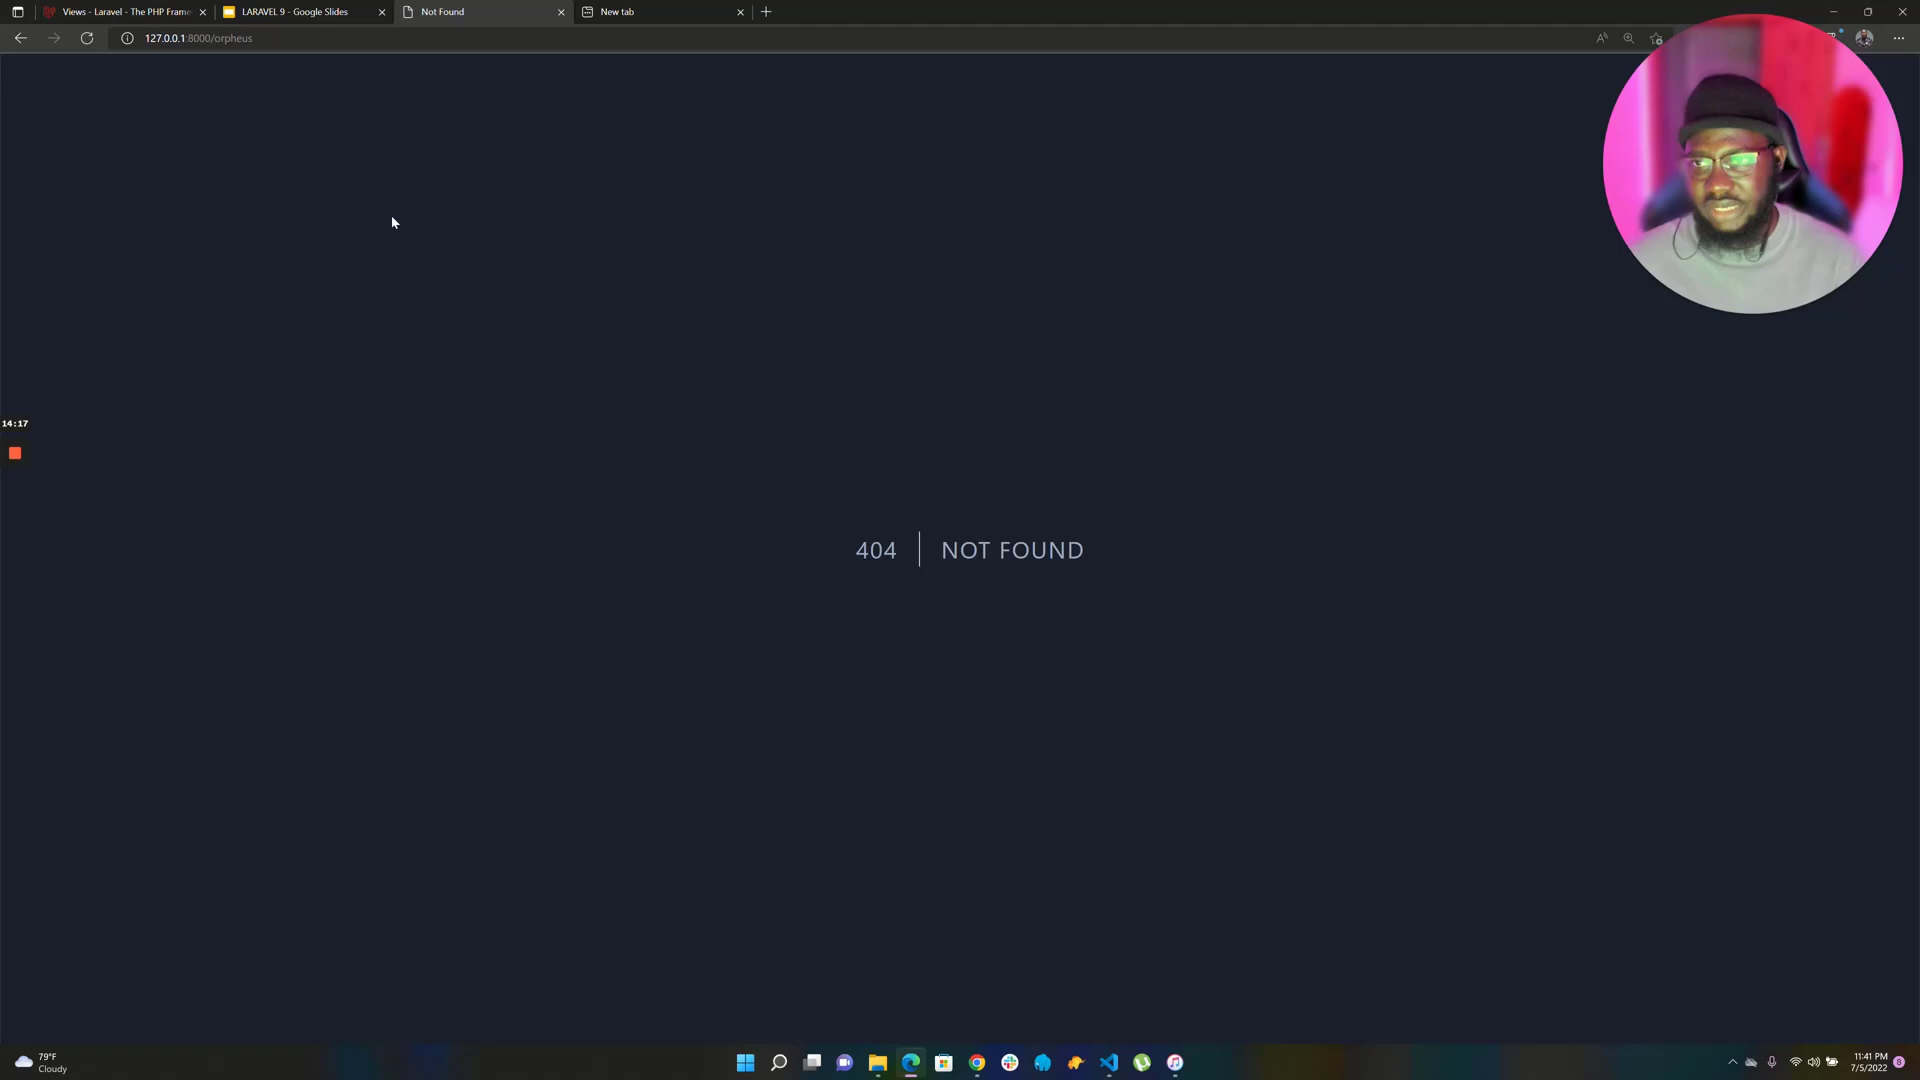 Views - Laravel - The PHP Frame
LARAVEL 9 - Google Slides
Not Found
New tab
127.0.0.1:8000/orpheus
14:17
404
NOT FOUND
79°F
Cloudy
11:41 PM
7/5/2022
8